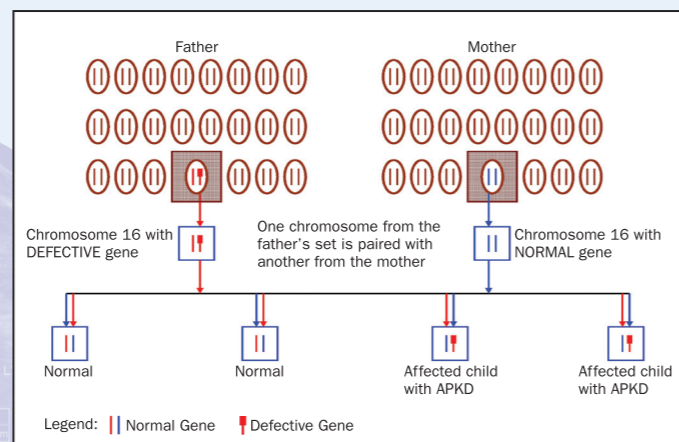 Father
Mother
Chromosome 16 with
DEFECTIVE gene
One chromosome from the
father's set is paired with
another from the mother
Chromosome 16 with
NORMAL gene
Normal
Normal
Affected child
with APKD
Affected child
with APKD
Legend: Normal Gene Defective Gene